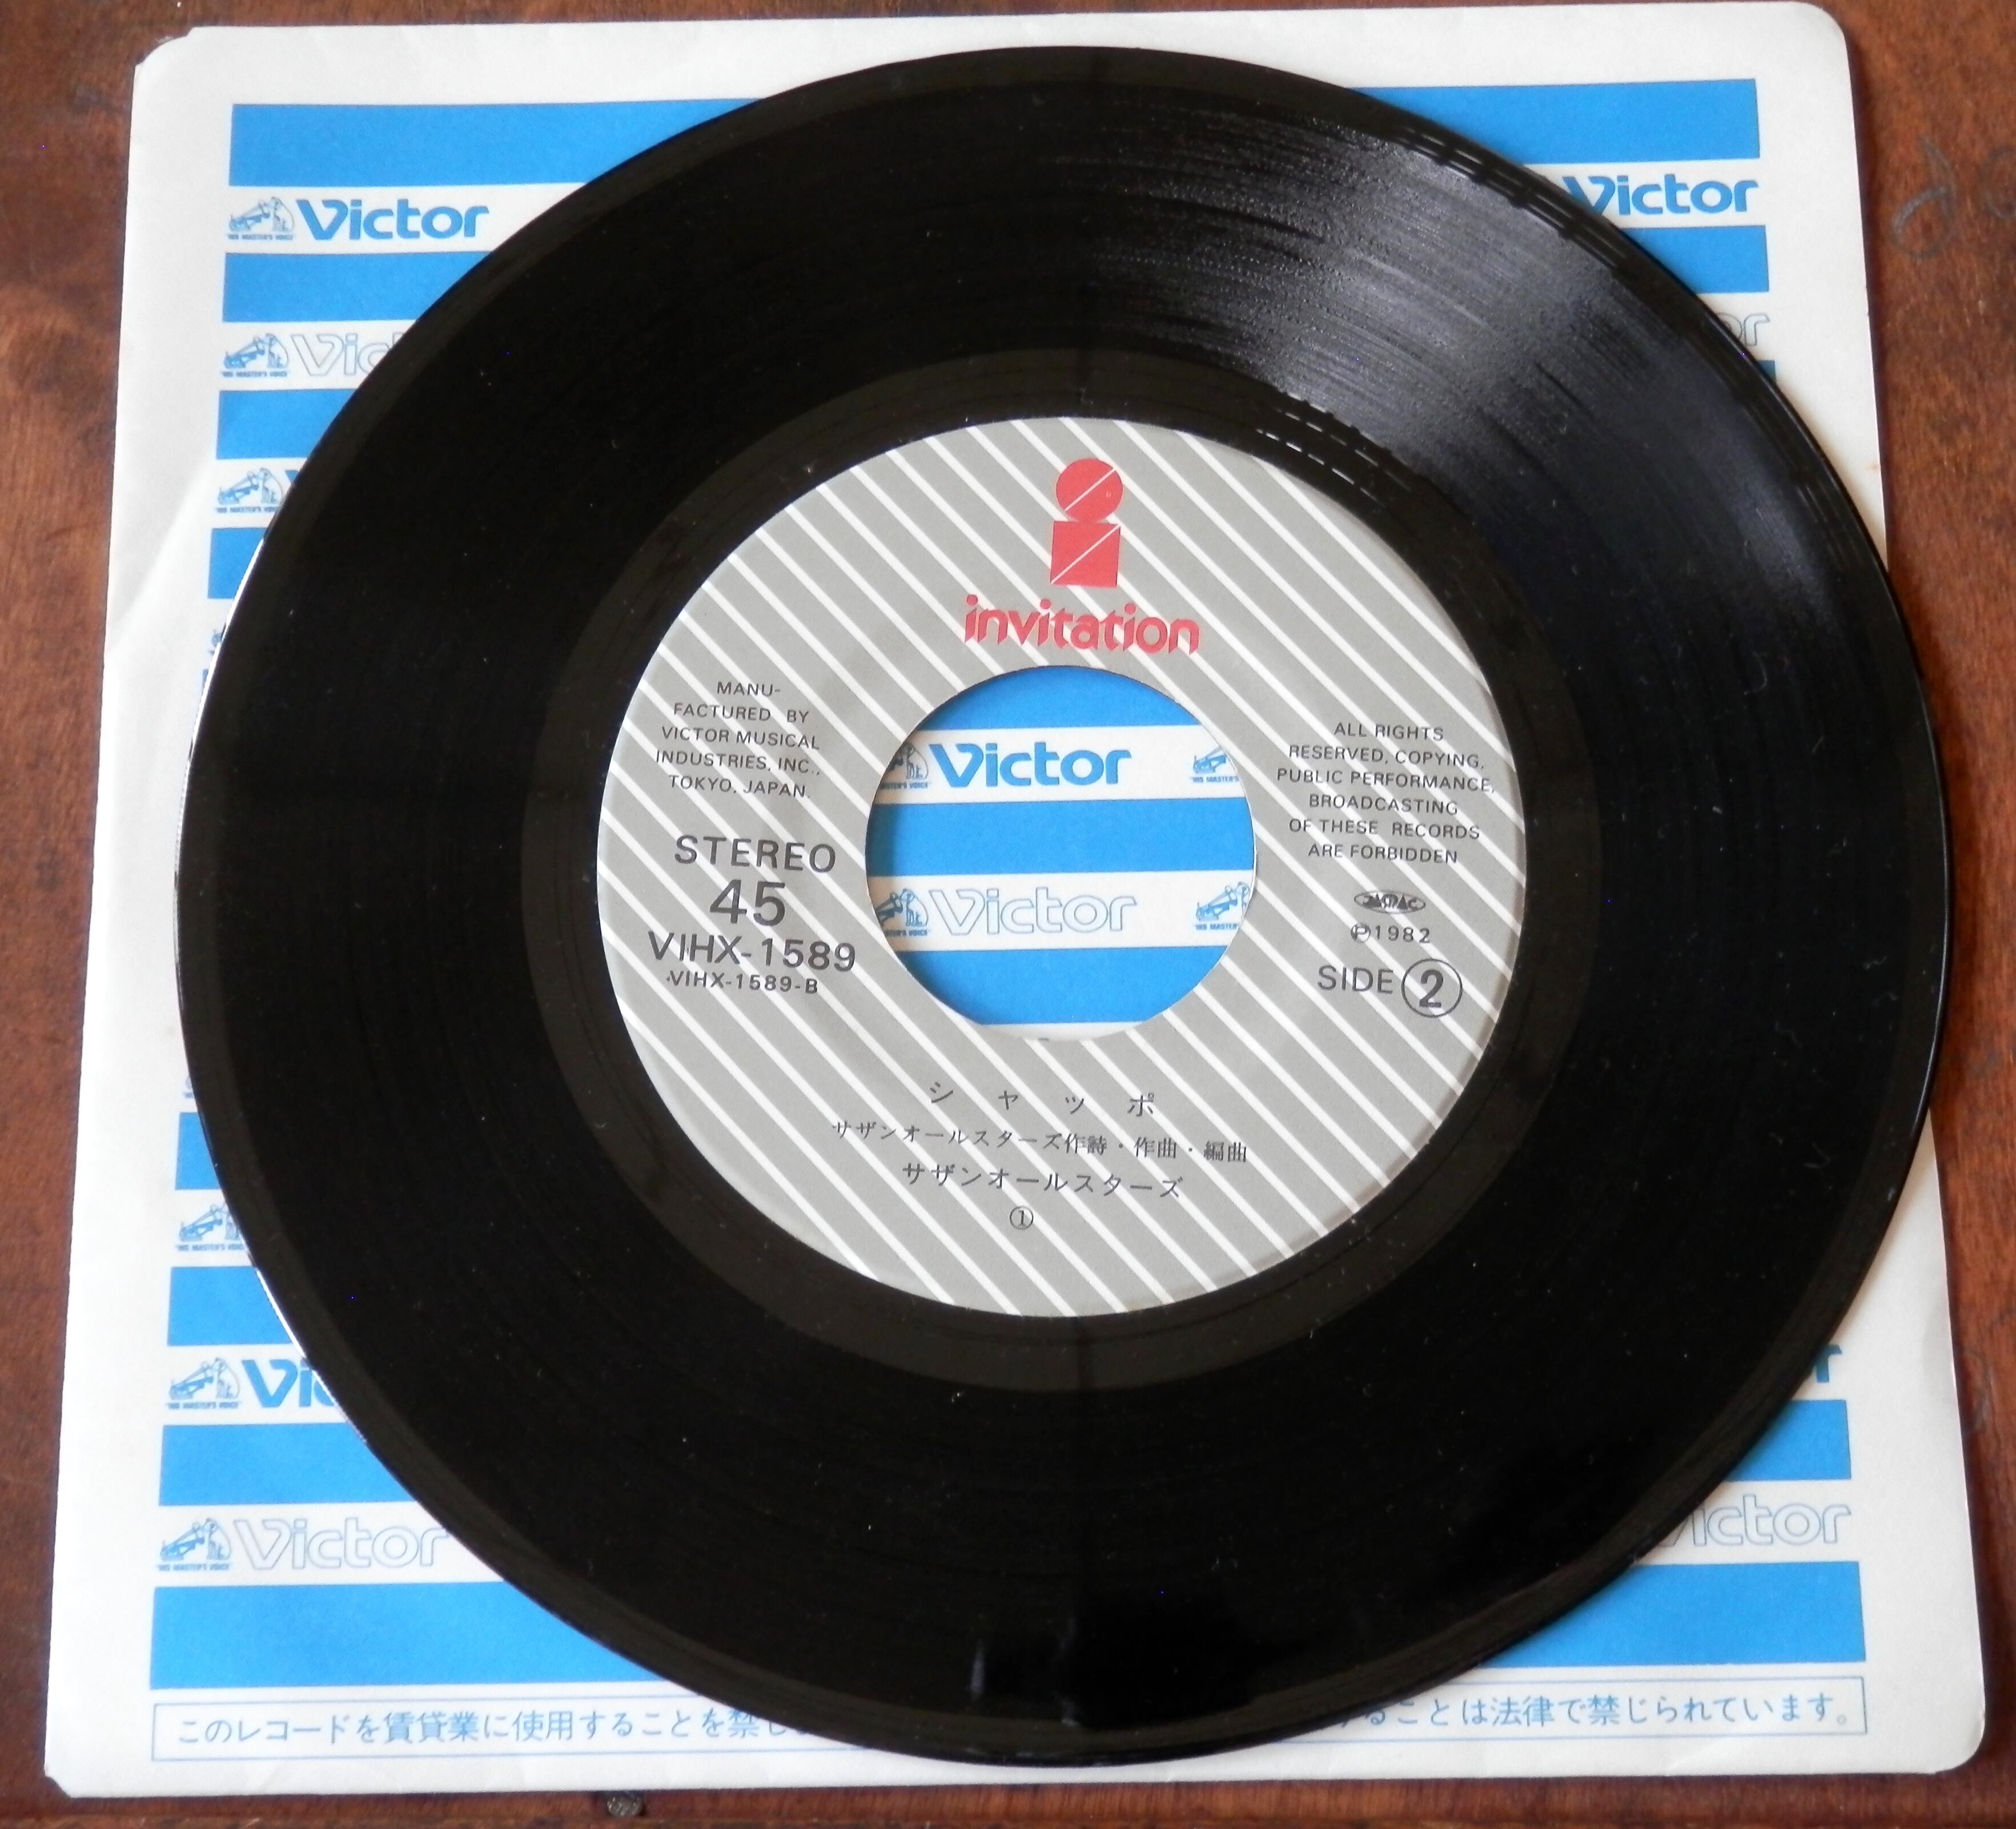 Victor
Victor
invitation
MANU-
FACTURED BY
VICTOR MUSICAL
INDUSTRIES, INC.,
TOKYO, JAPAN.
STEREO
45
VIHX-1589
VIHX-1589-B
Victor
Victor
ALL RIGHTS
RESERVED, COPYING,
PUBLIC PERFORMANCE,
BROADCASTING
OF THESE RECORDS
ARE FORBIDDEN
℗1982
SIDE ②
シャッポ
サザンオールスターズ作詩・作曲・編曲
サザンオールスターズ
①
Victor
このレコードを賃貸業に使用することを禁じ
ることは法律で禁じられています。